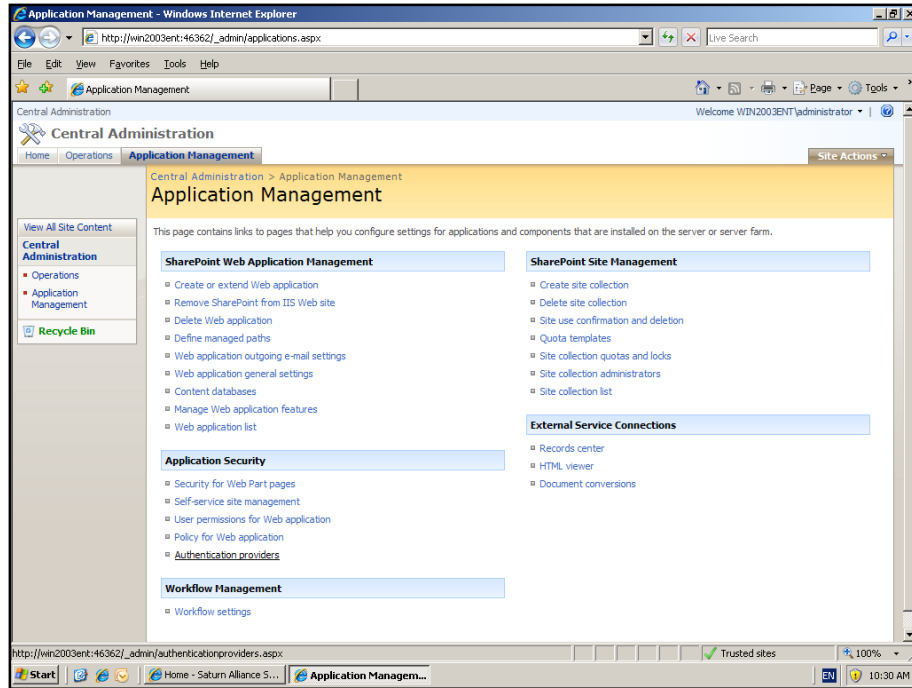 Application Management - Windows Internet Explorer
http://win2003ent:46362/_admin/applications.aspx
Live Search
File Edit View Favorites Tools Help
Application Management
Page Tools
Central Administration
Welcome WIN2003ENT\administrator
Central Administration
Home Operations Application Management
Site Actions
Central Administration > Application Management
Application Management
View All Site Content
Central Administration
Operations
Application Management
Recycle Bin
This page contains links to pages that help you configure settings for applications and components that are installed on the server or server farm.
SharePoint Web Application Management
Create or extend Web application
Remove SharePoint from IIS Web site
Delete Web application
Define managed paths
Web application outgoing e-mail settings
Web application general settings
Content databases
Manage Web application features
Web application list
Application Security
Security for Web Part pages
Self-service site management
User permissions for Web application
Policy for Web application
Authentication providers
Workflow Management
Workflow settings
SharePoint Site Management
Create site collection
Delete site collection
Site use confirmation and deletion
Quota templates
Site collection quotas and locks
Site collection administrators
Site collection list
External Service Connections
Records center
HTML viewer
Document conversions
http://win2003ent:46362/_admin/authenticationproviders.aspx
Trusted sites
100%
Start
Home - Saturn Alliance S...
Application Managem...
EN
10:30 AM